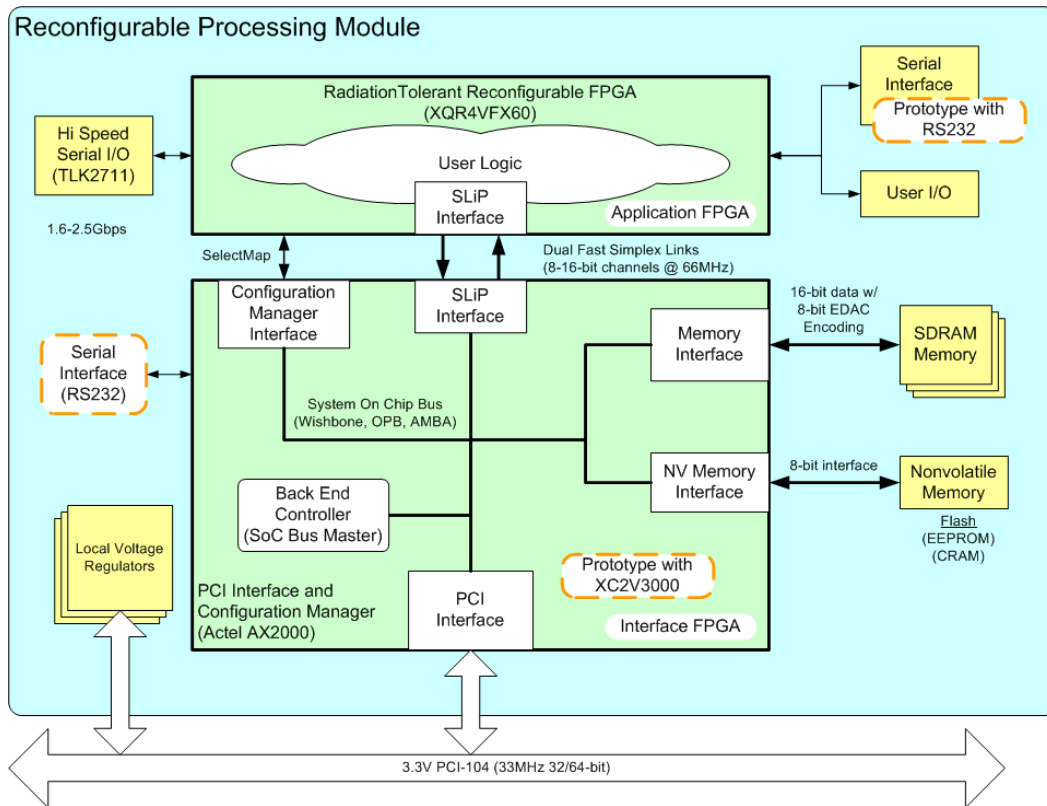 Reconfigurable Processing Module
RadiationTolerant Reconfigurable FPGA
(XQR4VFX60)
User Logic
SLiP
Interface
Application FPGA
Hi Speed
Serial I/O
(TLK2711)
1.6-2.5Gbps
Serial
Interface
Prototype with
RS232
User I/O
SelectMap
Dual Fast Simplex Links
(8-16-bit channels @ 66MHz)
Configuration
Manager
Interface
SLiP
Interface
Memory
Interface
16-bit data w/
8-bit EDAC
Encoding
SDRAM
Memory
Serial
Interface
(RS232)
System On Chip Bus
(Wishbone, OPB, AMBA)
NV Memory
Interface
8-bit interface
Nonvolatile
Memory
Flash
(EEPROM)
(CRAM)
Back End
Controller
(SoC Bus Master)
Local Voltage
Regulators
Prototype with
XC2V3000
PCI Interface and
Configuration Manager
(Actel AX2000)
PCI
Interface
Interface FPGA
3.3V PCI-104 (33MHz 32/64-bit)